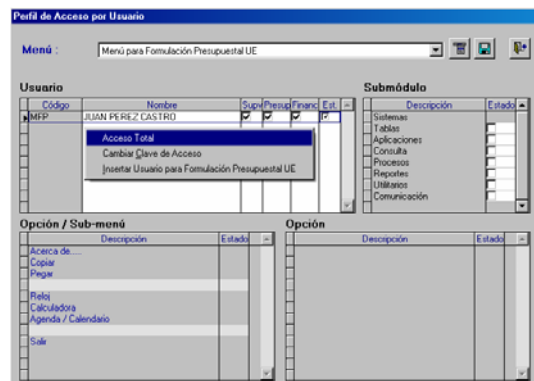 Perfil de Acceso por Usuario
Menú : Menú para Formulación Presupuestal UE
Usuario
Código Nombre Supv Presup Financ Est.
MFP JUAN PEREZ CASTRO
Acceso Total
Cambiar Clave de Acceso
Insertar Usuario para Formulación Presupuestal UE
Submódulo
Descripción Estado
Sistemas
Tablas
Aplicaciones
Consulta
Procesos
Reportes
Utilitarios
Comunicación
Opción / Sub-menú
Descripción Estado
Acerca de.....
Copiar
Pegar
Reloj
Calculadora
Agenda / Calendario
Salir
Opción
Descripción Estado